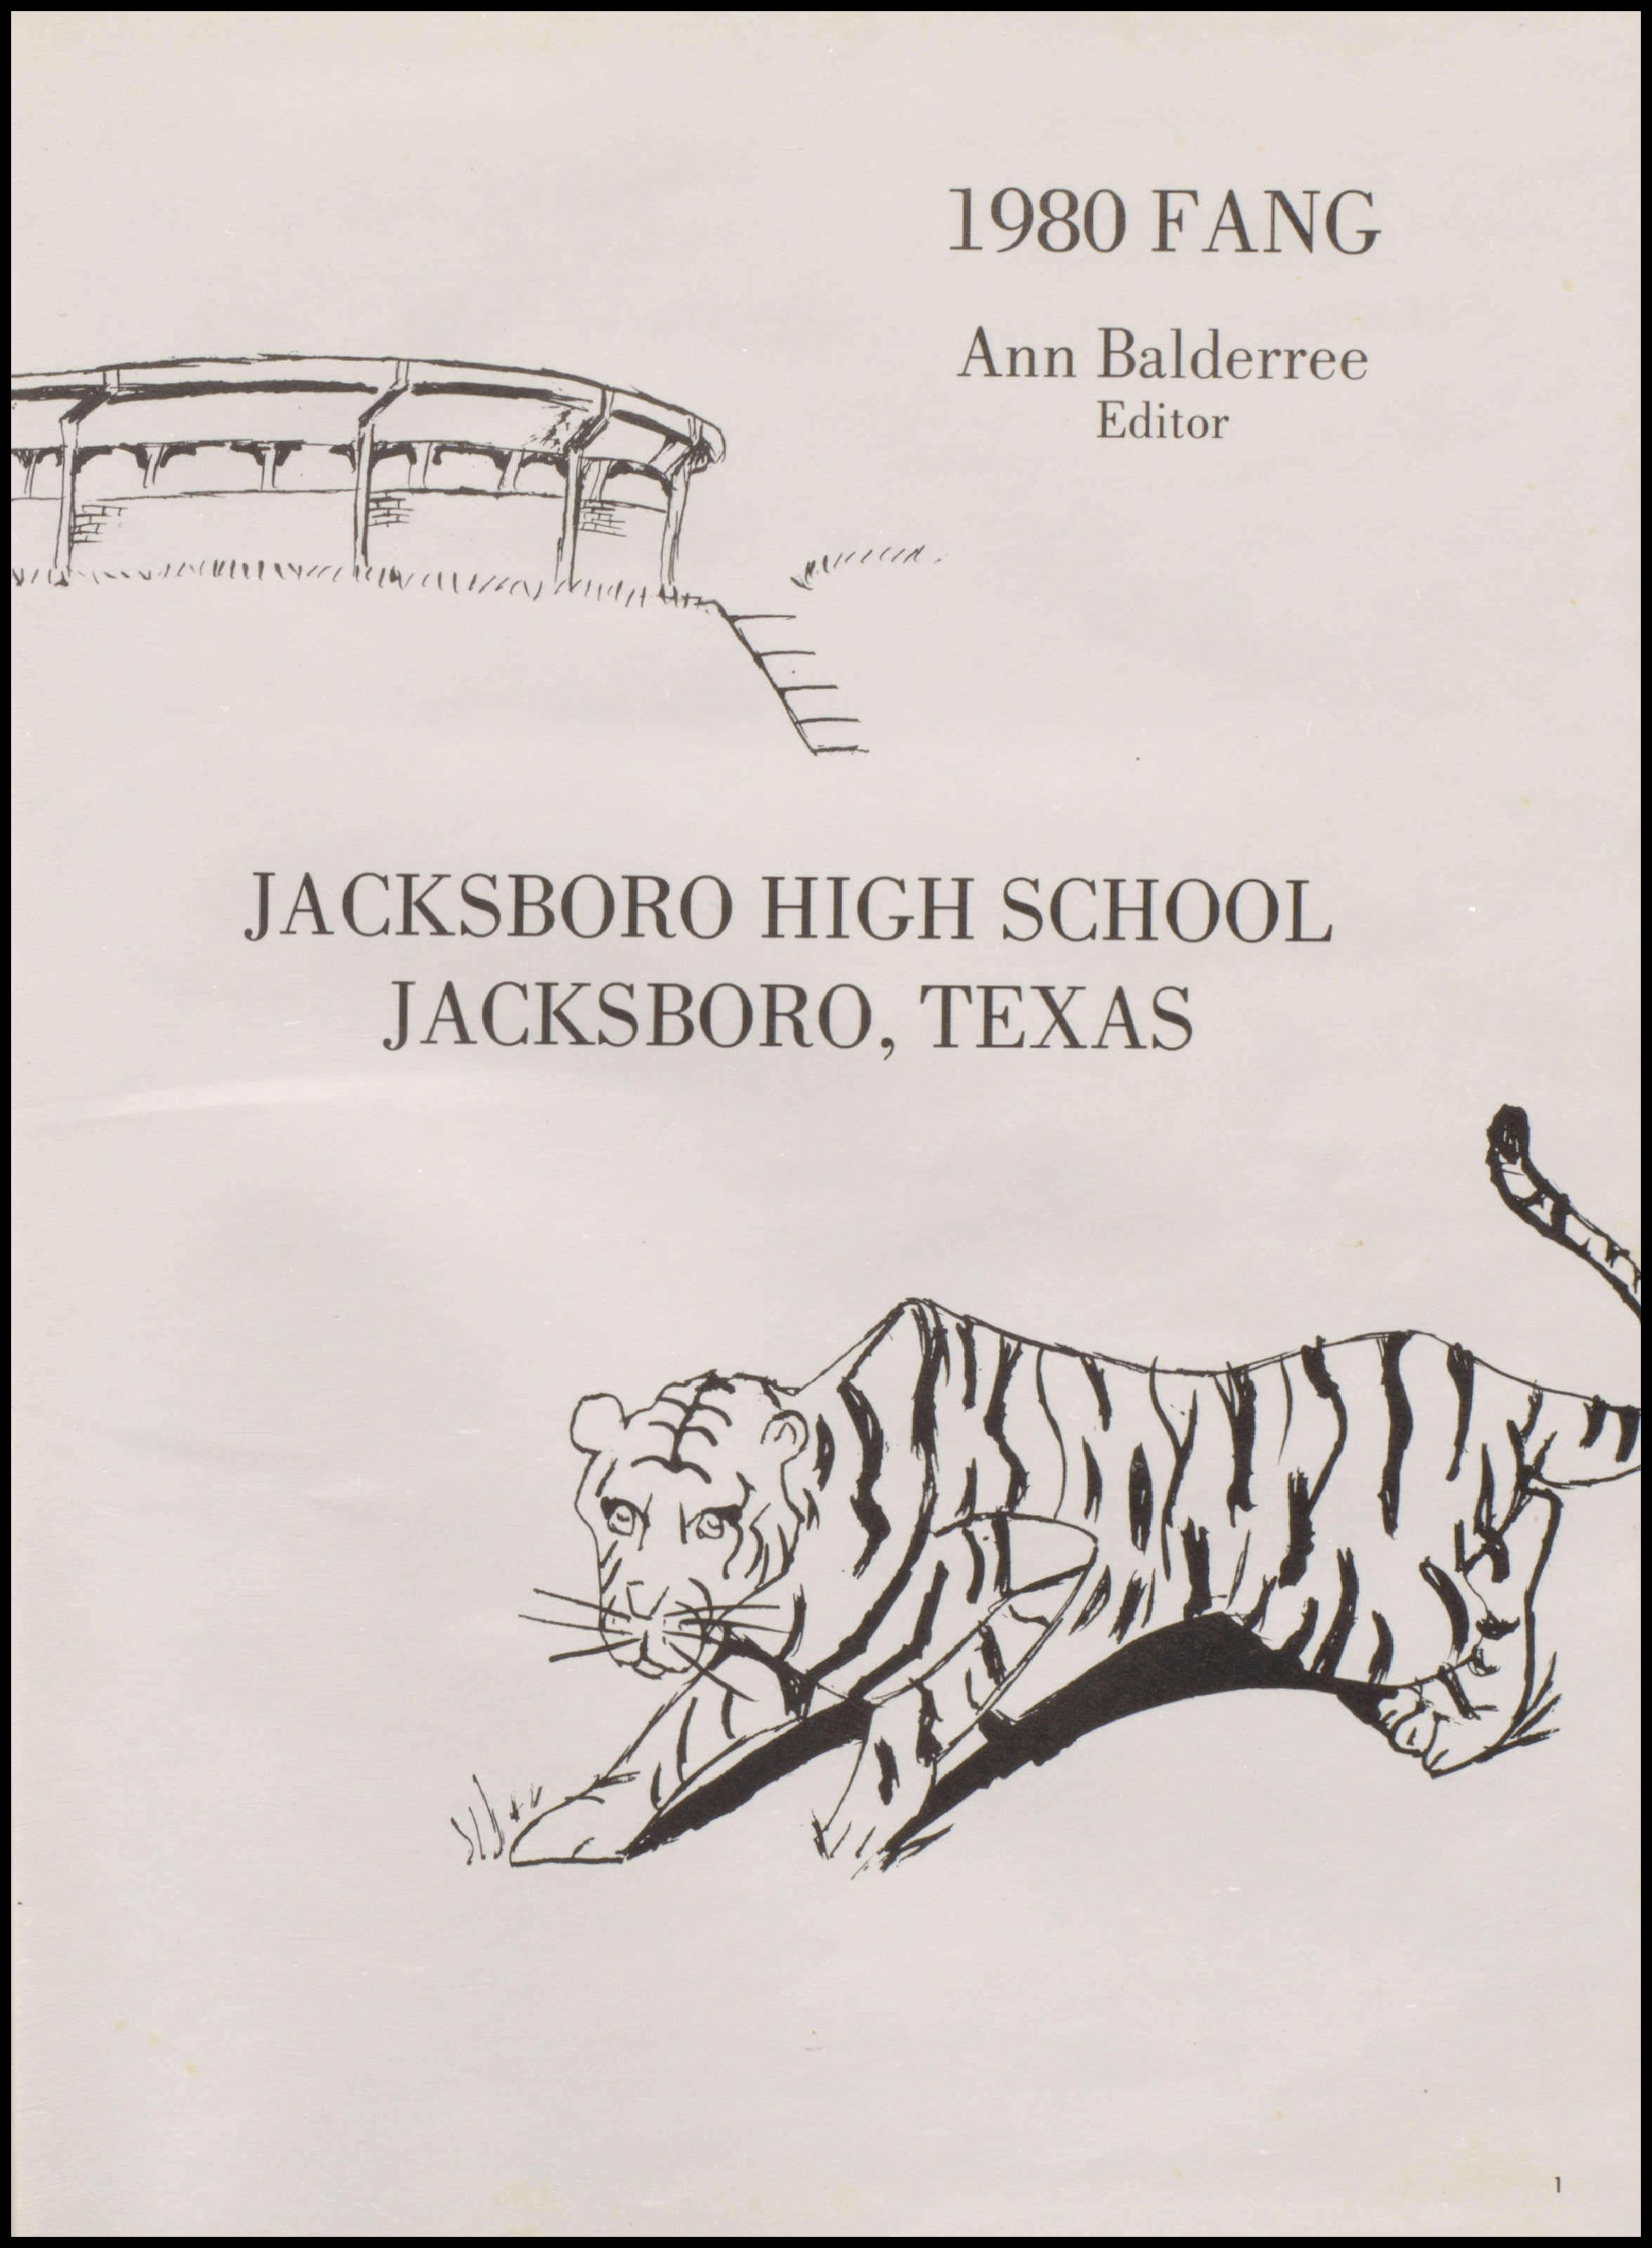 1980 FANG
Ann Balderree
Editor
JACKSBORO HIGH SCHOOL
JACKSBORO, TEXAS
1